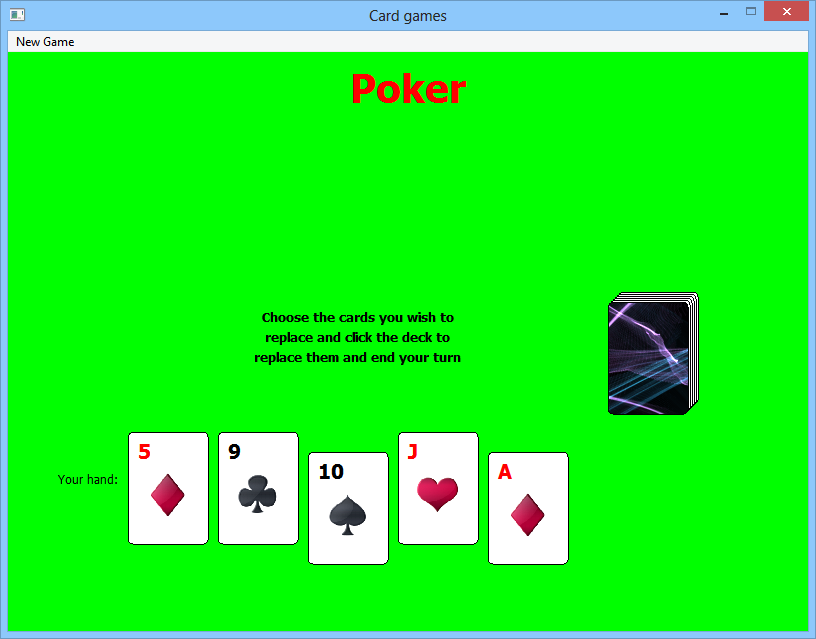 Card games
New Game
Poker
Choose the cards you wish to
replace and click the deck to
replace them and end your turn
Your hand:
5
9
10
J
A